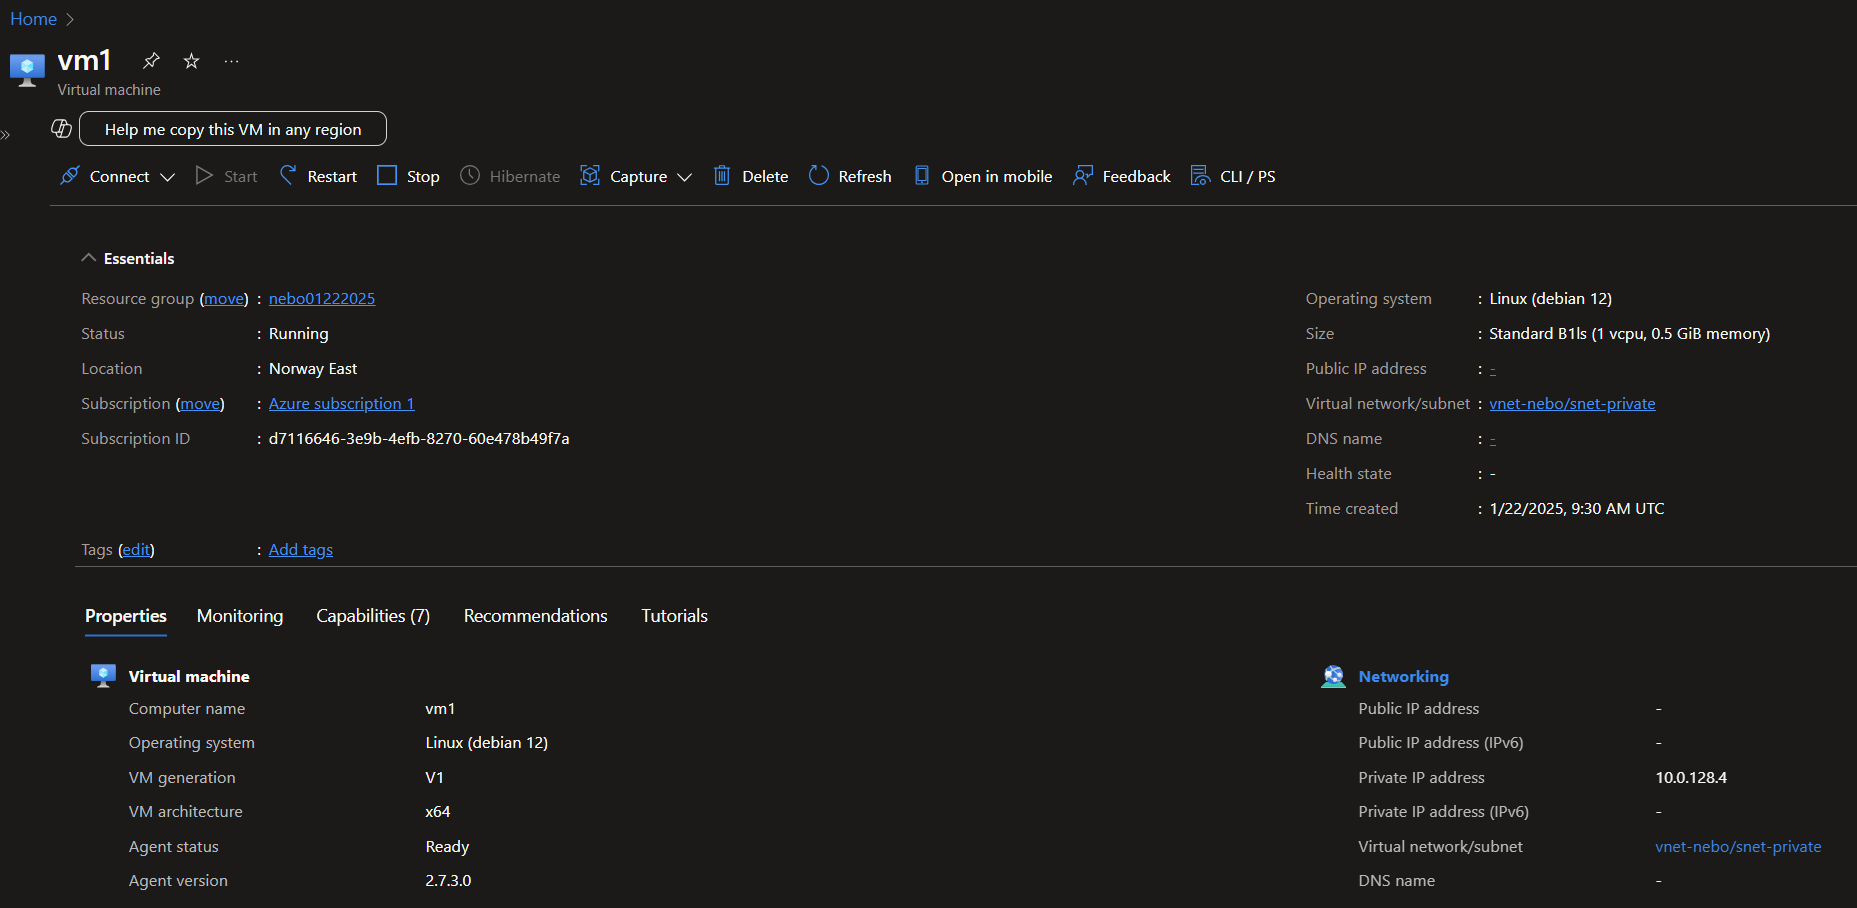 Home
vm1
Virtual machine
Help me copy this VM in any region
Connect Start Restart Stop Hibernate Capture Delete Refresh Open in mobile Feedback CLI / PS
Essentials
Resource group (move) : nebo01222025
Status : Running
Location : Norway East
Subscription (move) : Azure subscription 1
Subscription ID : d7116646-3e9b-4efb-8270-60e478b49f7a
Operating system : Linux (debian 12)
Size : Standard B1ls (1 vcpu, 0.5 GiB memory)
Public IP address : -
Virtual network/subnet : vnet-nebo/snet-private
DNS name : -
Health state : -
Time created : 1/22/2025, 9:30 AM UTC
Tags (edit) : Add tags
Properties Monitoring Capabilities (7) Recommendations Tutorials
Virtual machine
Computer name vm1
Operating system Linux (debian 12)
VM generation V1
VM architecture x64
Agent status Ready
Agent version 2.7.3.0
Networking
Public IP address -
Public IP address (IPv6) -
Private IP address 10.0.128.4
Private IP address (IPv6) -
Virtual network/subnet vnet-nebo/snet-private
DNS name -